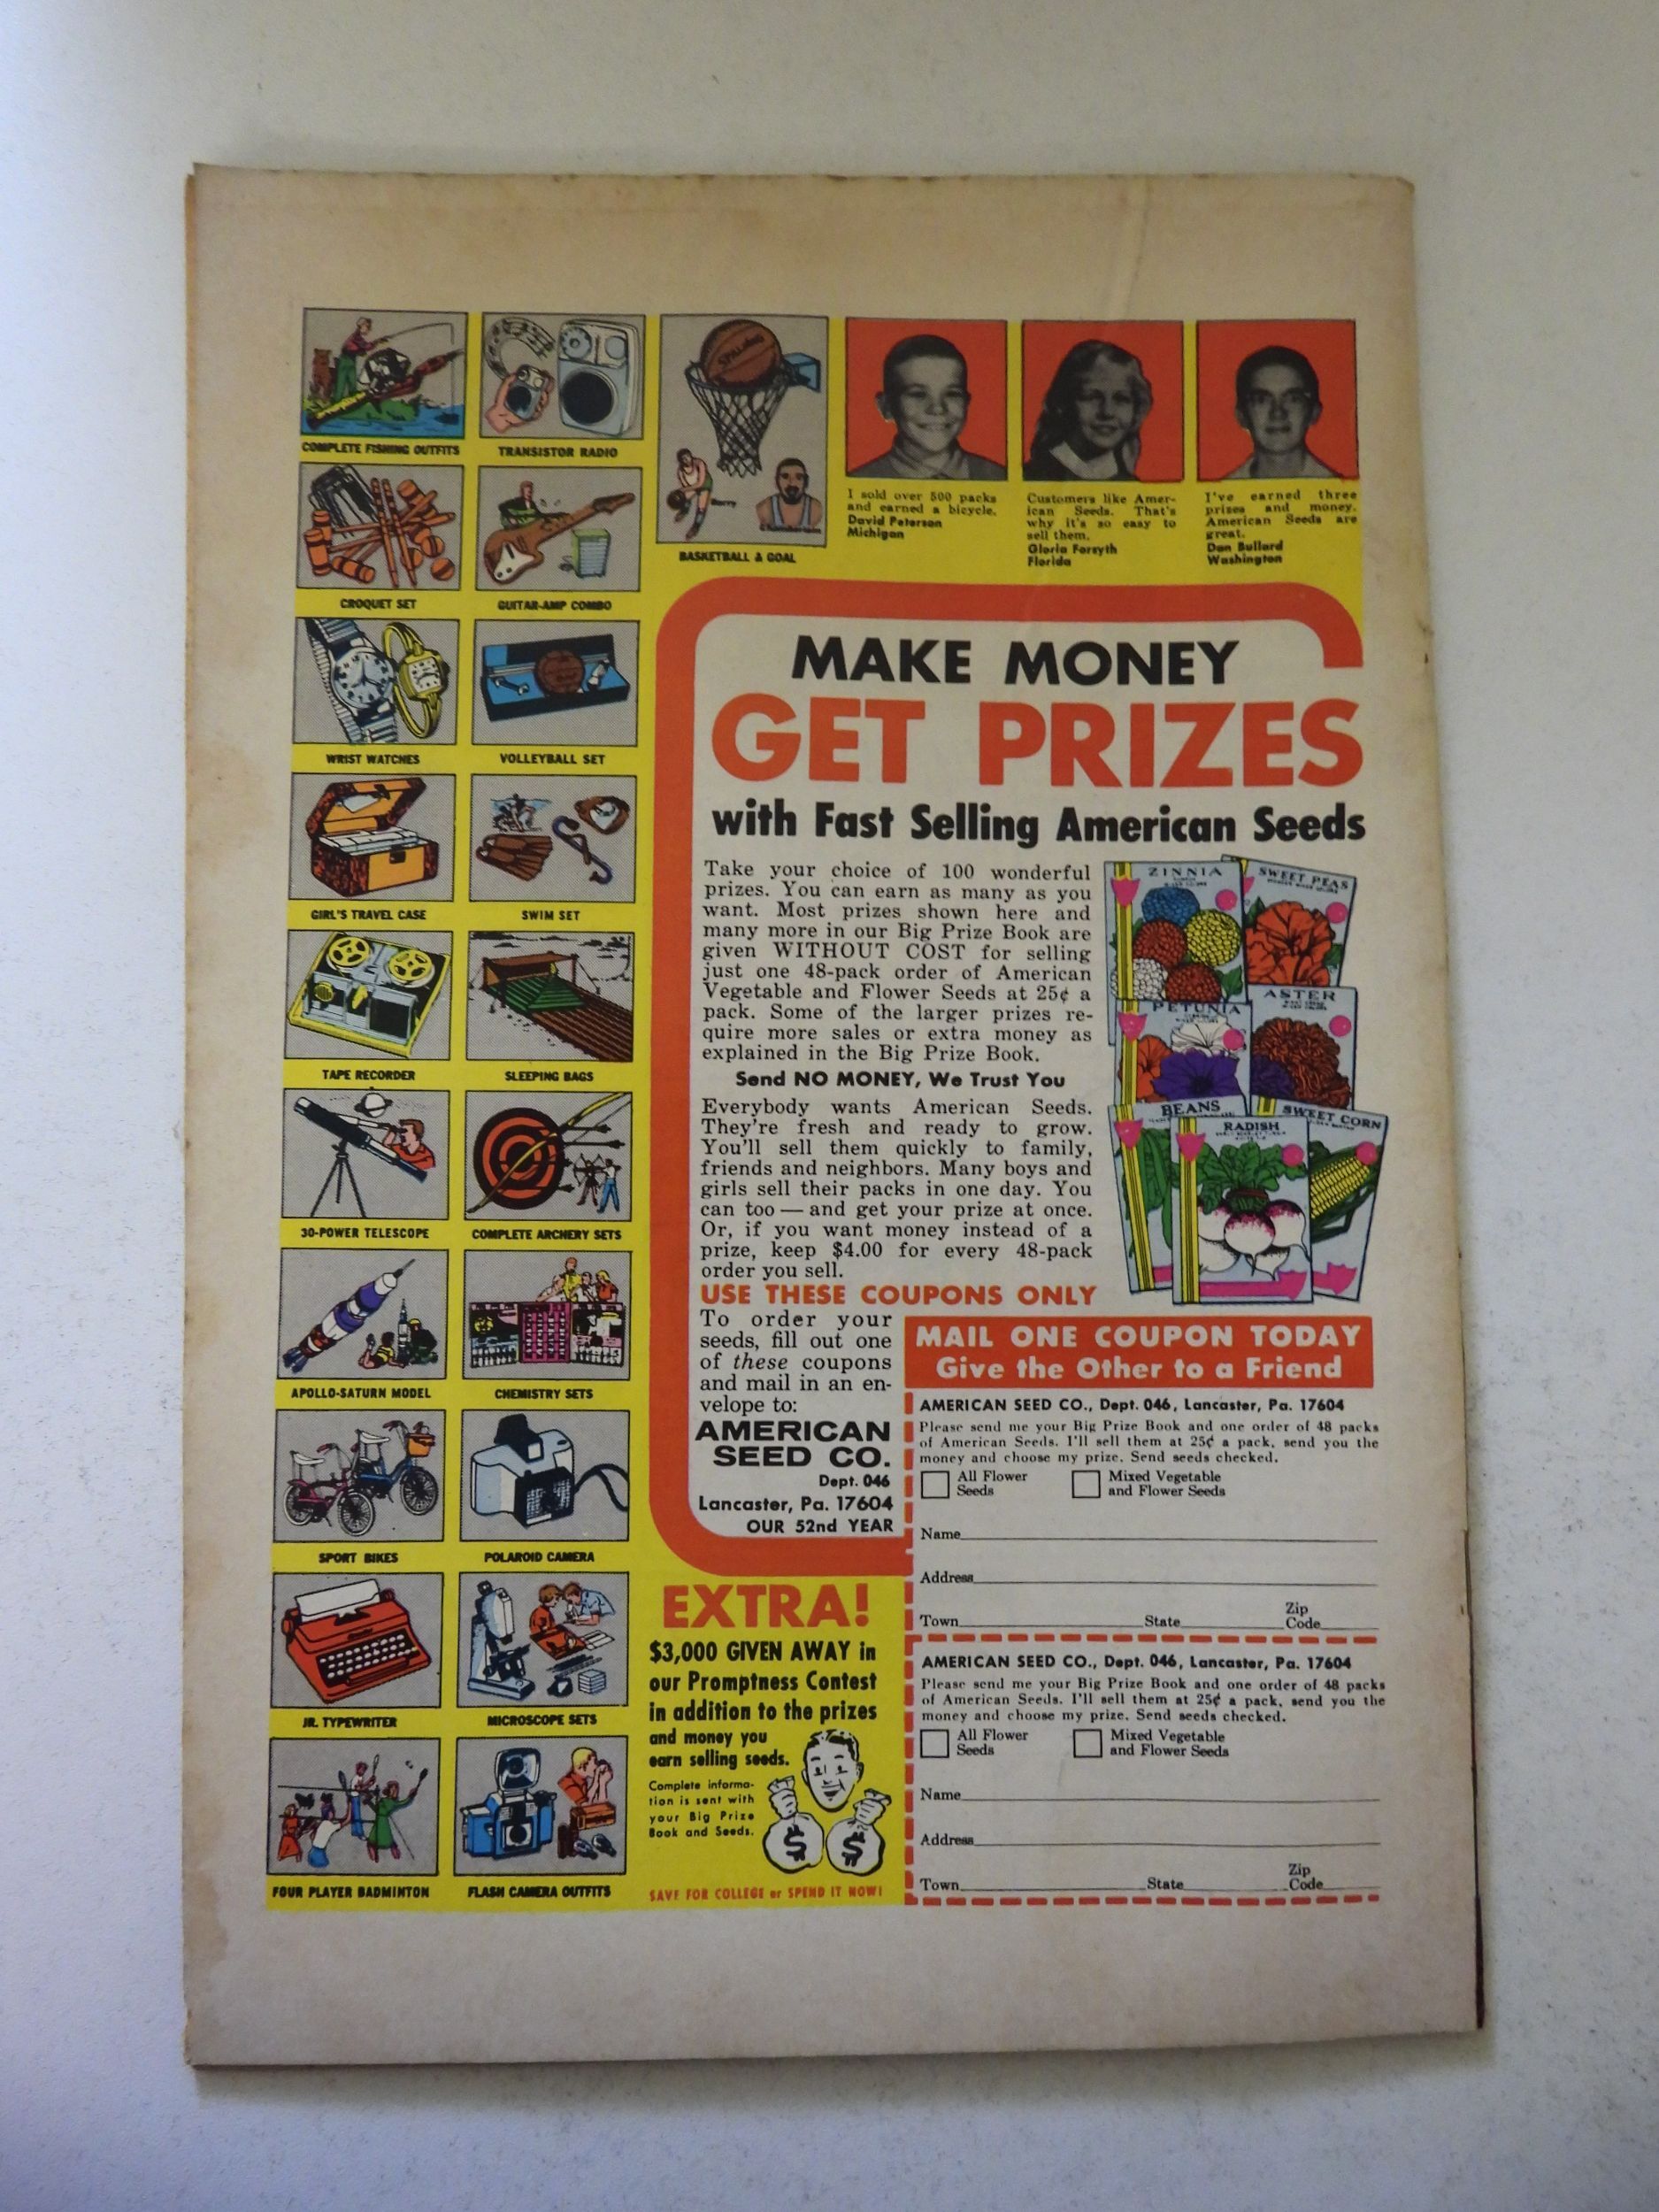 COMPLETE FISHING OUTFITS
TRANSISTOR RADIO
SPALDING
Barry
Chamberlain
BASKETBALL & GOAL
I sold over 500 packs
and earned a bicycle.
David Peterson
Michigan
Customers like Amer-
ican Seeds. That's
why it's so easy to
sell them.
Gloria Forsyth
Florida
I've earned three
prizes and money.
American Seeds are
great.
Dan Bullard
Washington
CROQUET SET
GUITAR-AMP COMBO
WRIST WATCHES
VOLLEYBALL SET
GIRL'S TRAVEL CASE
SWIM SET
TAPE RECORDER
SLEEPING BAGS
30-POWER TELESCOPE
COMPLETE ARCHERY SETS
APOLLO-SATURN MODEL
CHEMISTRY SETS
SPORT BIKES
POLAROID CAMERA
JR. TYPEWRITER
MICROSCOPE SETS
FOUR PLAYER BADMINTON
FLASH CAMERA OUTFITS
MAKE MONEY
GET PRIZES
with Fast Selling American Seeds
Take your choice of 100 wonderful
prizes. You can earn as many as you
want. Most prizes shown here and
many more in our Big Prize Book are
given WITHOUT COST for selling
just one 48-pack order of American
Vegetable and Flower Seeds at 25¢ a
pack. Some of the larger prizes re-
quire more sales or extra money as
explained in the Big Prize Book.
Send NO MONEY, We Trust You
Everybody wants American Seeds.
They're fresh and ready to grow.
You'll sell them quickly to family,
friends and neighbors. Many boys and
girls sell their packs in one day. You
can too — and get your prize at once.
Or, if you want money instead of a
prize, keep $4.00 for every 48-pack
order you sell.
ZINNIA
SWEET PEAS
PETUNIA
ASTER
BEANS
RADISH
SWEET CORN
USE THESE COUPONS ONLY
To order your
seeds, fill out one
of these coupons
and mail in an en-
velope to:
AMERICAN
SEED CO.
Dept. 046
Lancaster, Pa. 17604
OUR 52nd YEAR
EXTRA!
$3,000 GIVEN AWAY in
our Promptness Contest
in addition to the prizes
and money you
earn selling seeds.
Complete informa-
tion is sent with
your Big Prize
Book and Seeds.
$ $
SAVE FOR COLLEGE or SPEND IT NOW!
MAIL ONE COUPON TODAY
Give the Other to a Friend
AMERICAN SEED CO., Dept. 046, Lancaster, Pa. 17604
Please send me your Big Prize Book and one order of 48 packs
of American Seeds. I'll sell them at 25¢ a pack, send you the
money and choose my prize. Send seeds checked.
All Flower
Seeds
Mixed Vegetable
and Flower Seeds
Name
Address
Town State Zip Code
AMERICAN SEED CO., Dept. 046, Lancaster, Pa. 17604
Please send me your Big Prize Book and one order of 48 packs
of American Seeds. I'll sell them at 25¢ a pack, send you the
money and choose my prize. Send seeds checked.
All Flower
Seeds
Mixed Vegetable
and Flower Seeds
Name
Address
Town State Zip Code